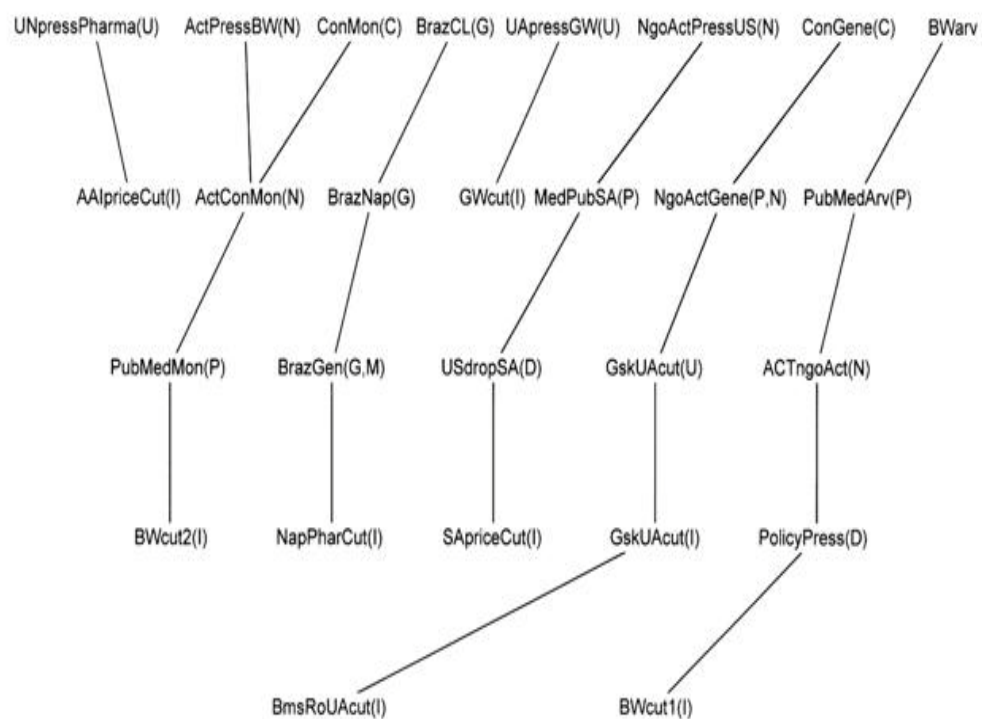 UNpressPharma(U) ActPressBW(N) ConMon(C) BrazCL(G) UApressGW(U) NgoActPressUS(N) ConGene(C) BWarv
AAIpriceCut(I) ActConMon(N) BrazNap(G) GWcut(I) MedPubSA(P) NgoActGene(P,N) PubMedArv(P)
PubMedMon(P) BrazGen(G,M) USdropSA(D) GskUAcut(U) ACTngoAct(N)
BWcut2(I) NapPharCut(I) SApriceCut(I) GskUAcut(I) PolicyPress(D)
BmsRoUAcut(I) BWcut1(I)